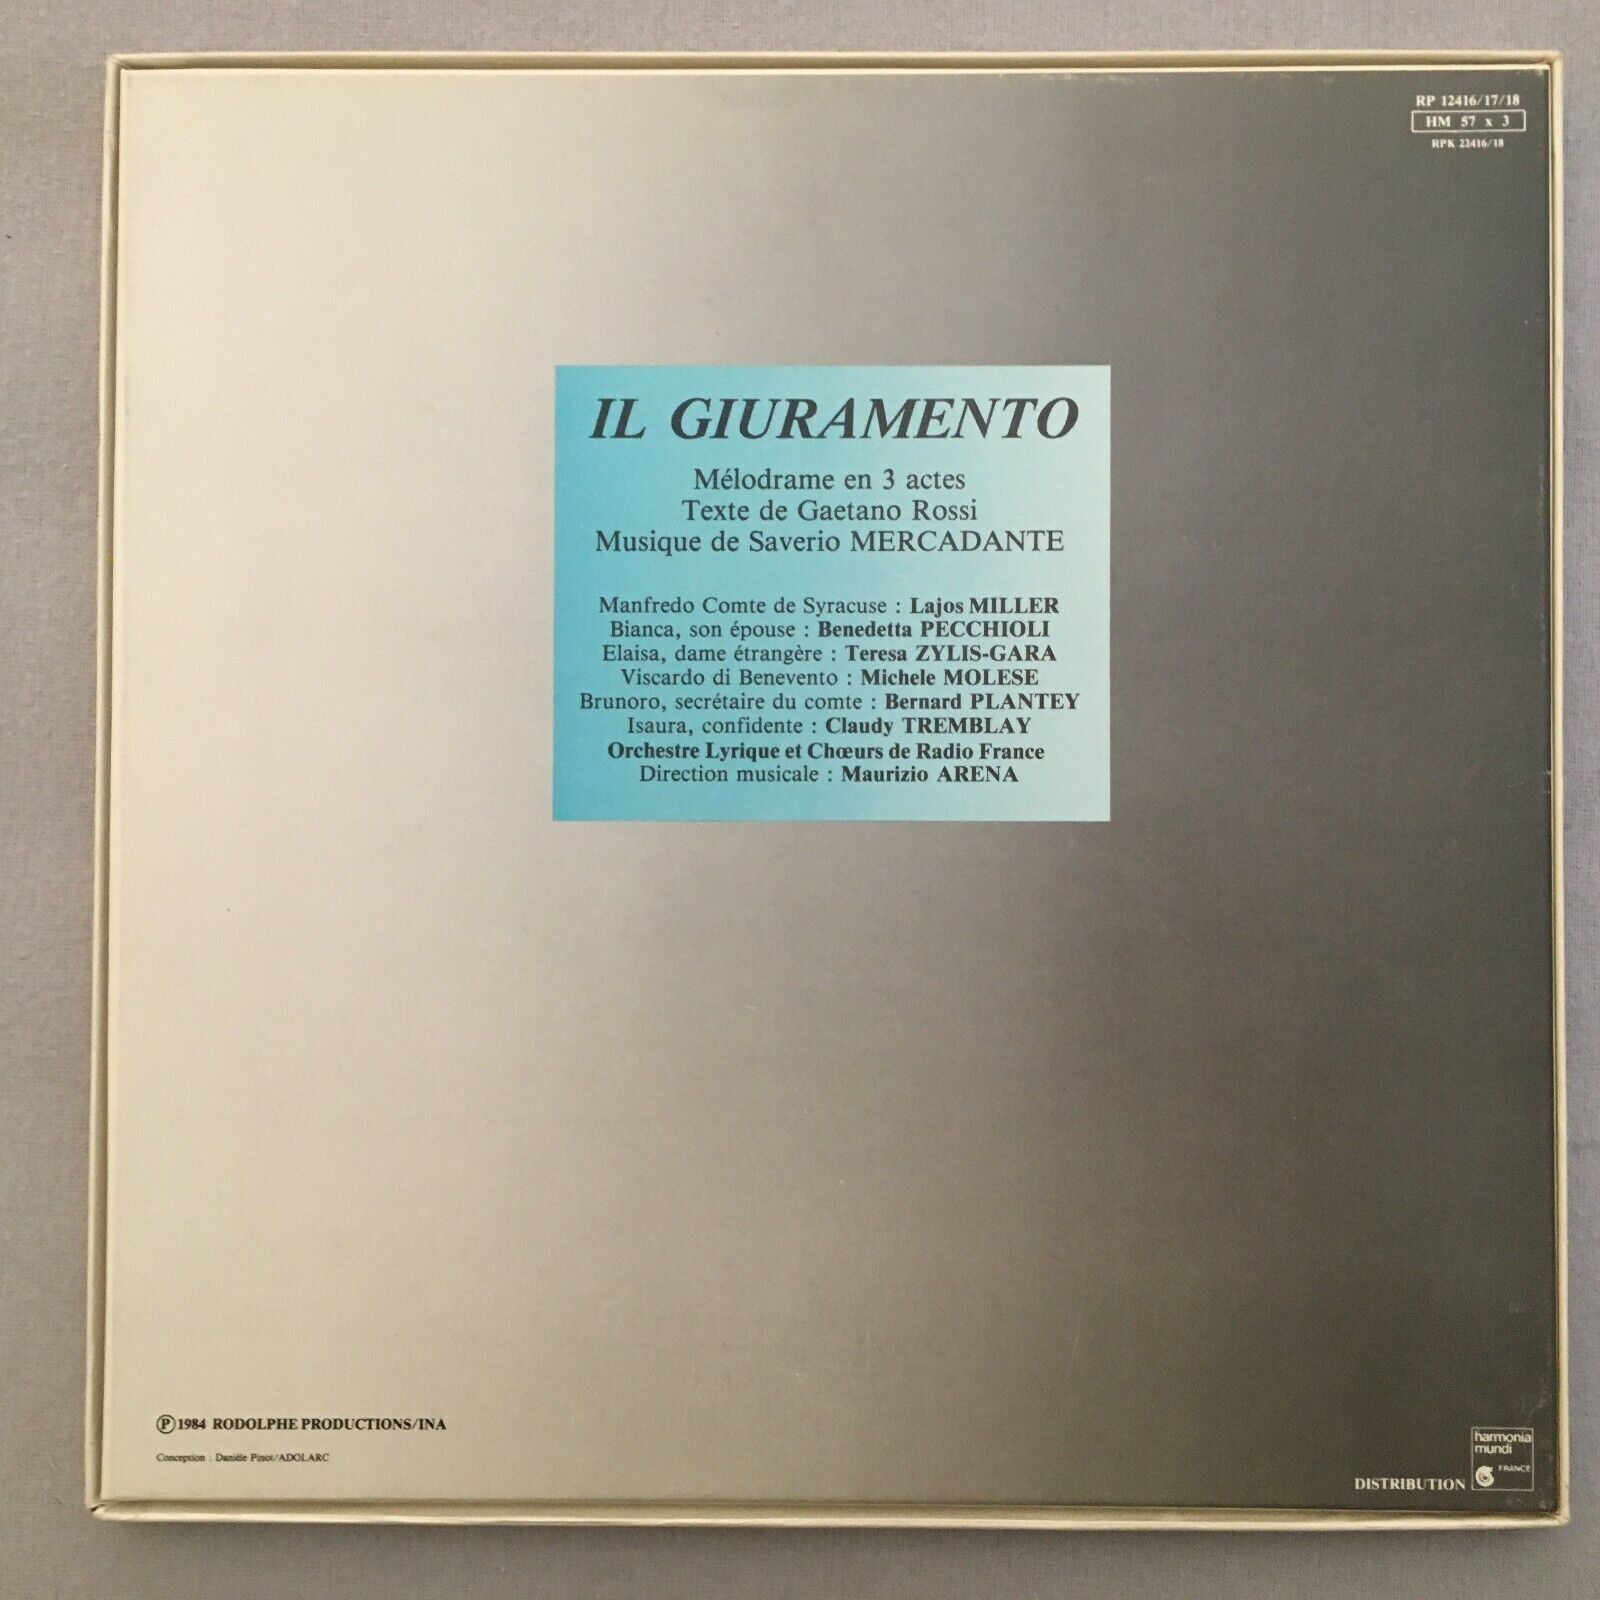 RP 12416/17/18
HM 57 x 3
RPK 22416/18
IL GIURAMENTO
Mélodrame en 3 actes
Texte de Gaetano Rossi
Musique de Saverio MERCADANTE
Manfredo Comte de Syracuse : Lajos MILLER
Bianca, son épouse : Benedetta PECCHIOLI
Elaisa, dame étrangère : Teresa ZYLIS-GARA
Viscardo di Benevento : Michele MOLESE
Brunoro, secrétaire du comte : Bernard PLANTEY
Isaura, confidente : Claudy TREMBLAY
Orchestre Lyrique et Chœurs de Radio France
Direction musicale : Maurizio ARENA
Ⓟ 1984 RODOLPHE PRODUCTIONS/INA
Conception : Danièle Pinot/ADOLARC
harmonia
mundi
FRANCE
DISTRIBUTION